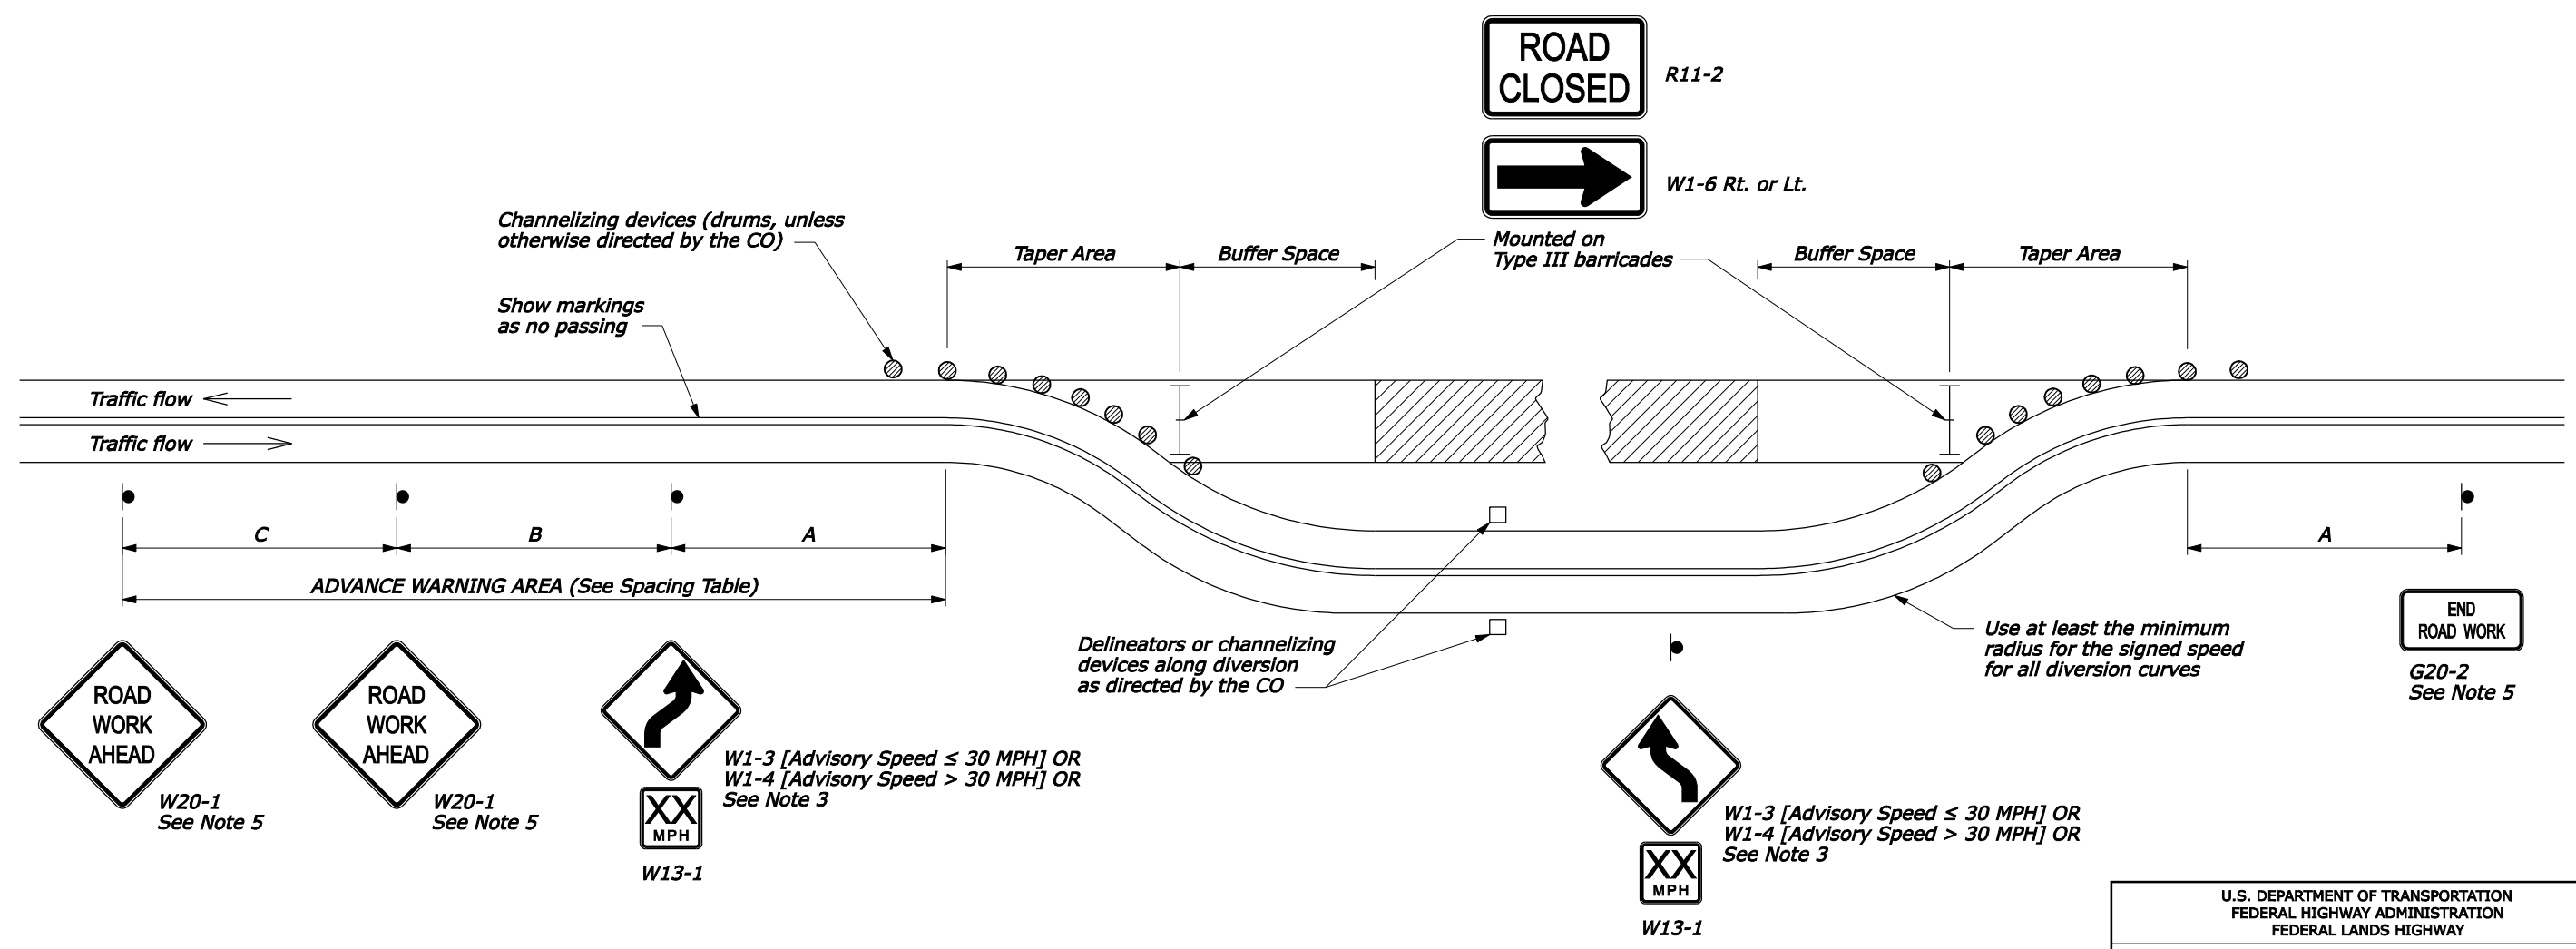 ROAD
CLOSED
R11-2
W1-6 Rt. or Lt.
Channelizing devices (drums, unless
otherwise directed by the CO)
Taper Area
Buffer Space
Mounted on
Type III barricades
Buffer Space
Taper Area
Show markings
as no passing
Traffic flow
Traffic flow
C
B
A
A
ADVANCE WARNING AREA (See Spacing Table)
ROAD
WORK
AHEAD
W20-1
See Note 5
ROAD
WORK
AHEAD
W20-1
See Note 5
W1-3 [Advisory Speed ≤ 30 MPH] OR
W1-4 [Advisory Speed > 30 MPH] OR
See Note 3
XX
MPH
W13-1
Delineators or channelizing
devices along diversion
as directed by the CO
Use at least the minimum
radius for the signed speed
for all diversion curves
END
ROAD WORK
G20-2
See Note 5
W1-3 [Advisory Speed ≤ 30 MPH] OR
W1-4 [Advisory Speed > 30 MPH] OR
See Note 3
XX
MPH
W13-1
U.S. DEPARTMENT OF TRANSPORTATION
FEDERAL HIGHWAY ADMINISTRATION
FEDERAL LANDS HIGHWAY